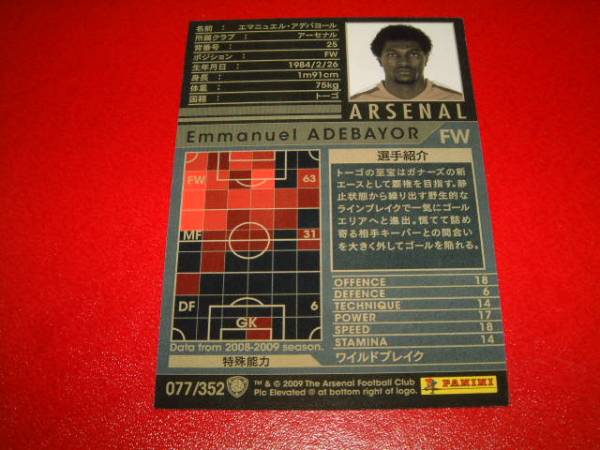 名前 : エマニュエル・アデバヨール
所属クラブ : アーセナル
背番号 : 25
ポジション : FW
生年月日 : 1984/2/26
身長 : 1m91cm
体重 : 75kg
国籍 : トーゴ
ARSENAL
Emmanuel ADEBAYOR FW
FW 63
MF 31
DF 6
GK
Data from 2008-2009 season.
選手紹介
トーゴの至宝はガナーズの新
エースとして覇権を目指す。静
止状態から繰り出す野生的な
ラインブレイクで一気にゴール
エリアへと進出。慌てて詰め
寄る相手キーパーとの間合い
を大きく外してゴールを陥れる。
OFFENCE 18
DEFENCE 6
TECHNIQUE 14
POWER 17
SPEED 18
STAMINA 14
特殊能力 ワイルドブレイク
077/352
™ & © 2009 The Arsenal Football Club
Pic Elevated @ at bottom right of logo.
PANINI